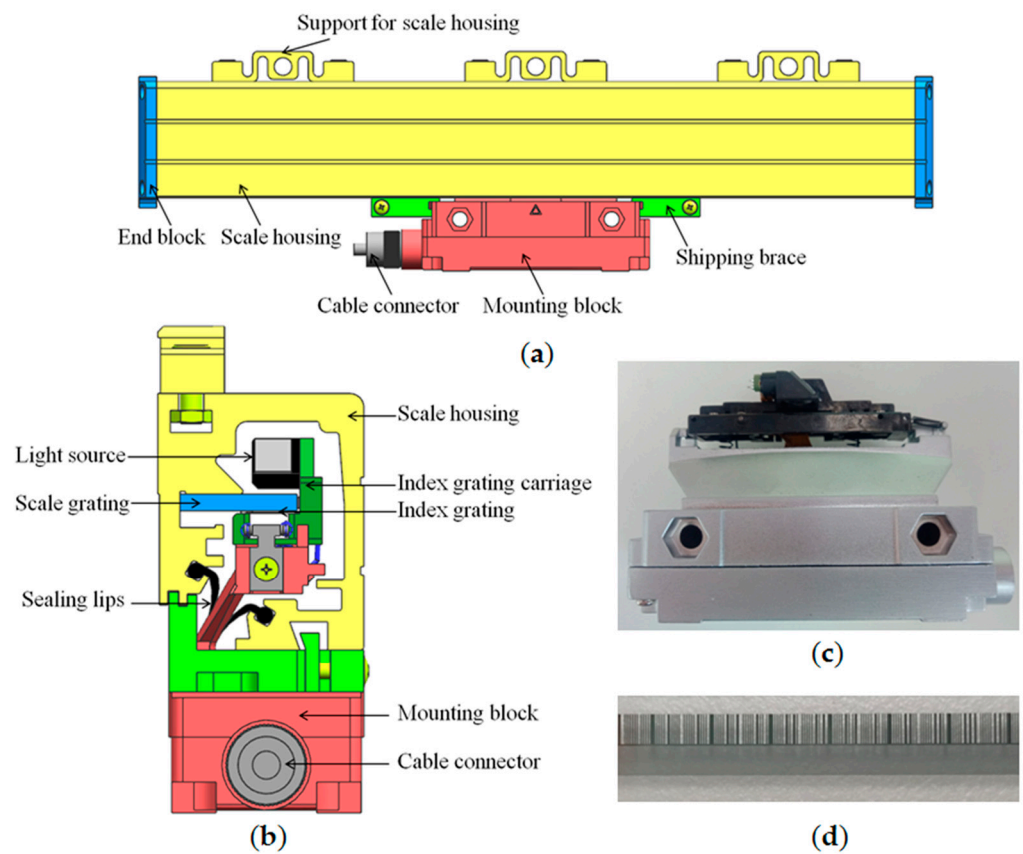 Support for scale housing
End block
Scale housing
Shipping brace
Cable connector
Mounting block
(a)
Scale housing
Light source
Index grating carriage
Scale grating
Index grating
Sealing lips
Mounting block
Cable connector
(b)
(c)
(d)